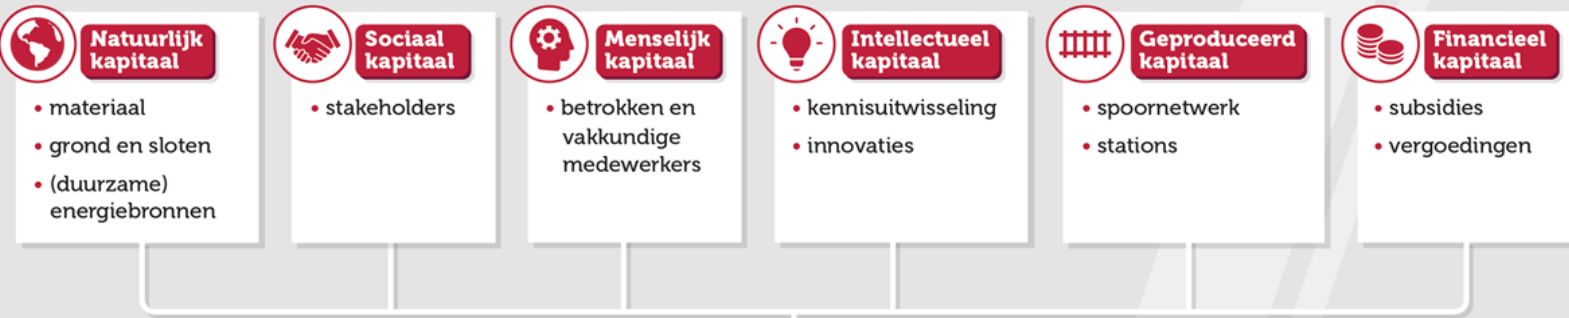 Natuurlijk
kapitaal
• materiaal
• grond en sloten
• (duurzame)
energiebronnen
Sociaal
kapitaal
• stakeholders
Menselijk
kapitaal
• betrokken en
vakkundige
medewerkers
Intellectueel
kapitaal
• kennisuitwisseling
• innovaties
Geproduceerd
kapitaal
• spoornetwerk
• stations
Financieel
kapitaal
• subsidies
• vergoedingen